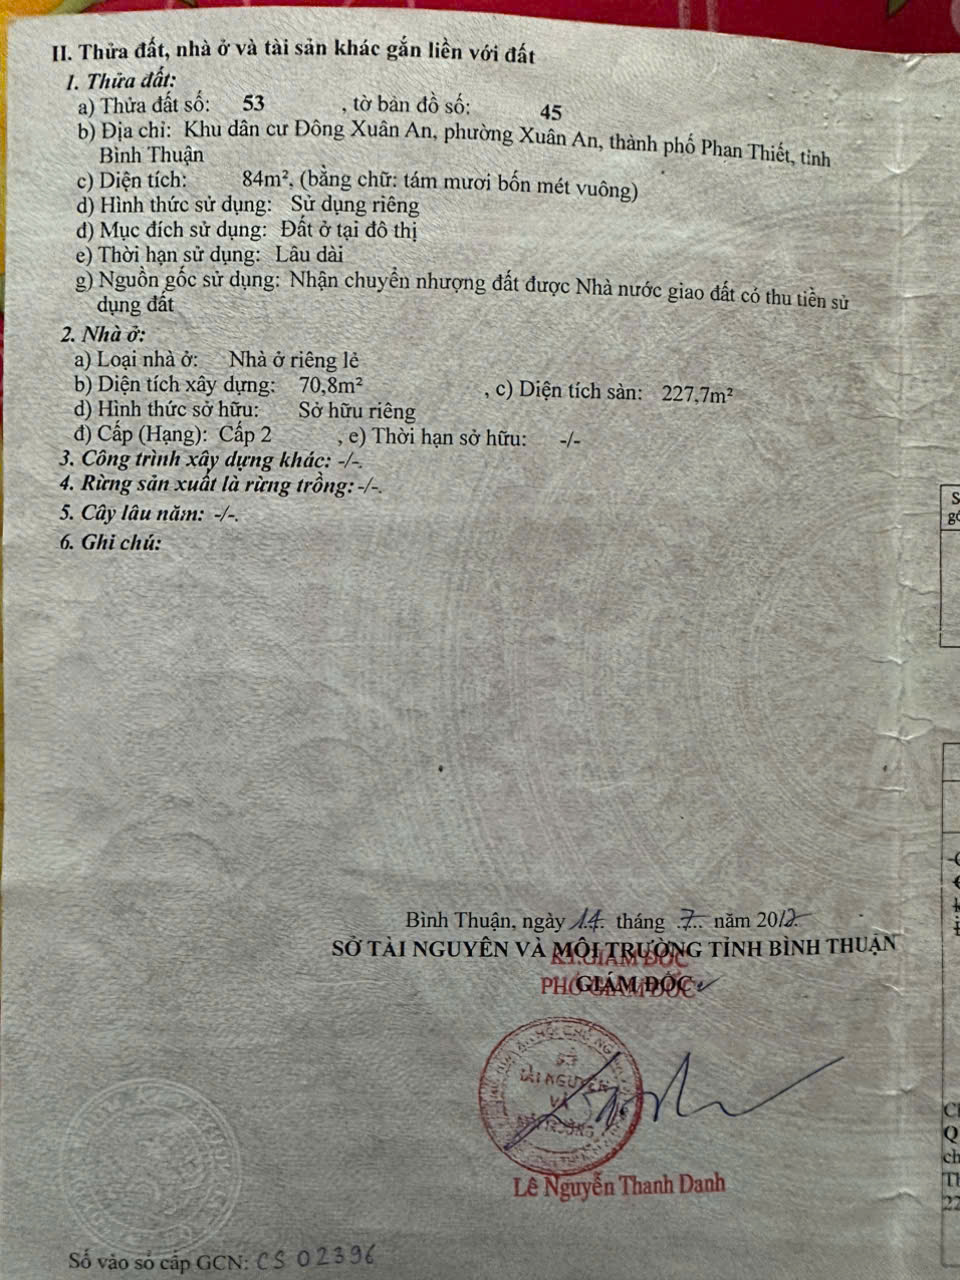 II. Thửa đất, nhà ở và tài sản khác gắn liền với đất
1. Thửa đất:
a) Thửa đất số: 53 , tờ bản đồ số: 45
b) Địa chỉ: Khu dân cư Đông Xuân An, phường Xuân An, thành phố Phan Thiết, tỉnh
Bình Thuận
c) Diện tích: 84m², (bằng chữ: tám mươi bốn mét vuông)
d) Hình thức sử dụng: Sử dụng riêng
đ) Mục đích sử dụng: Đất ở tại đô thị
e) Thời hạn sử dụng: Lâu dài
g) Nguồn gốc sử dụng: Nhận chuyển nhượng đất được Nhà nước giao đất có thu tiền sử
dụng đất
2. Nhà ở:
a) Loại nhà ở: Nhà ở riêng lẻ
b) Diện tích xây dựng: 70,8m² , c) Diện tích sàn: 227,7m²
d) Hình thức sở hữu: Sở hữu riêng
đ) Cấp (Hạng): Cấp 2 , e) Thời hạn sở hữu: -/-
3. Công trình xây dựng khác: -/-.
4. Rừng sản xuất là rừng trồng: -/-.
5. Cây lâu năm: -/-.
6. Ghi chú:
Bình Thuận, ngày 14 tháng 7 năm 2017
SỞ TÀI NGUYÊN VÀ MÔI TRƯỜNG TỈNH BÌNH THUẬN
KT.GIÁM ĐỐC
GIÁM ĐỐC
PHÓ GIÁM ĐỐC
SỞ
TÀI NGUYÊN
VÀ
MÔI TRƯỜNG
Lê Nguyễn Thanh Danh
Số vào sổ cấp GCN: CS 02396